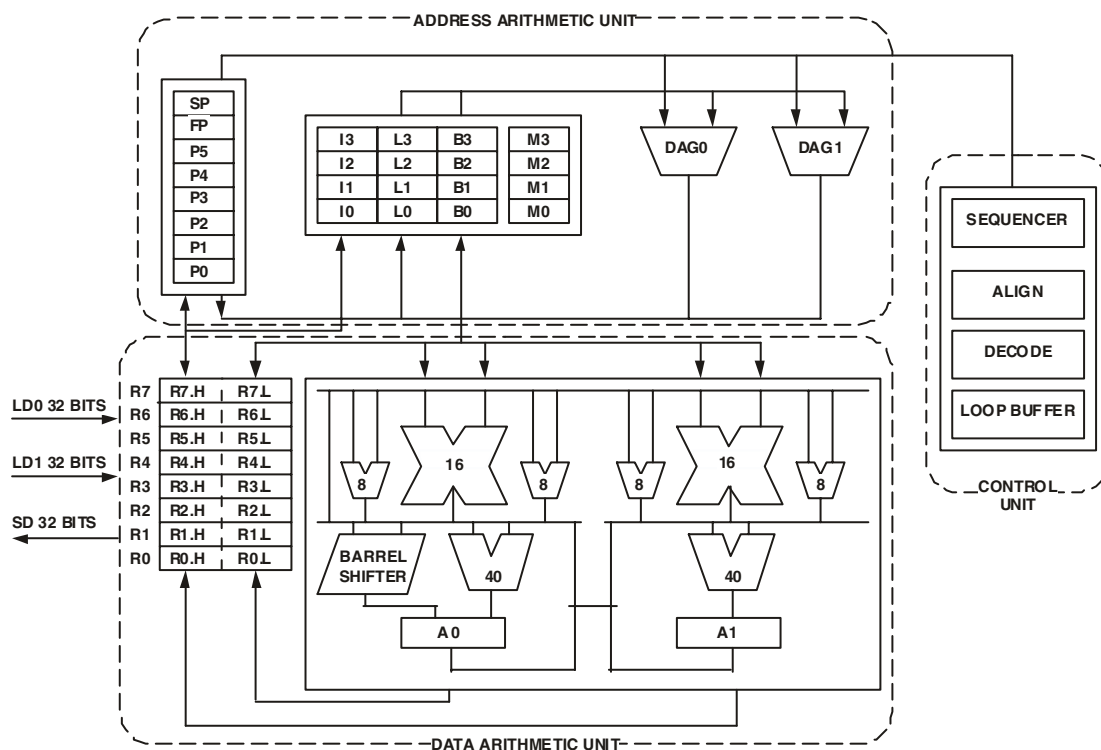 ADDRESS ARITHMETIC UNIT
SP
FP
P5
P4
P3
P2
P1
P0
I3 L3 B3 M3
I2 L2 B2 M2
I1 L1 B1 M1
I0 L0 B0 M0
DAG0
DAG1
SEQUENCER
ALIGN
DECODE
LOOP BUFFER
CONTROL
UNIT
LD0 32 BITS
LD1 32 BITS
SD 32 BITS
R7 R7.H R7.L
R6 R6.H R6.L
R5 R5.H R5.L
R4 R4.H R4.L
R3 R3.H R3.L
R2 R2.H R2.L
R1 R1.H R1.L
R0 R0.H R0.L
16
8
8
16
8
8
BARREL
SHIFTER
40
40
A0
A1
DATA ARITHMETIC UNIT